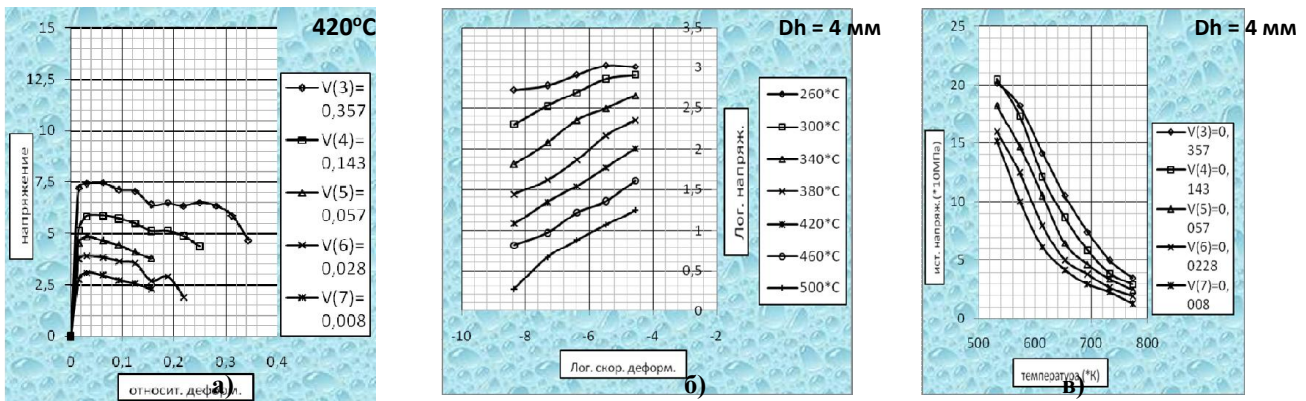 420°C
15
12,5
10
7,5
5
2,5
0
0
0,1
0,2
0,3
0,4
напряжение
относит. деформ.
V(3)=
0,357
V(4)=
0,143
V(5)=
0,057
V(6)=
0,028
V(7)=
0,008
а)
Dh = 4 мм
3,5
3
2,5
2
1,5
1
0,5
0
-10
-8
-6
-4
-2
Лог. напряж.
Лог. скор. деформ.
260*C
300*C
340*C
380*C
420*C
460*C
500*C
б)
Dh = 4 мм
25
20
15
10
5
0
500
600
700
800
ист. напряж.(*10МПа)
температура (*К)
V(3)=0,
357
V(4)=0,
143
V(5)=0,
057
V(6)=0,
0228
V(7)=0,
008
в)